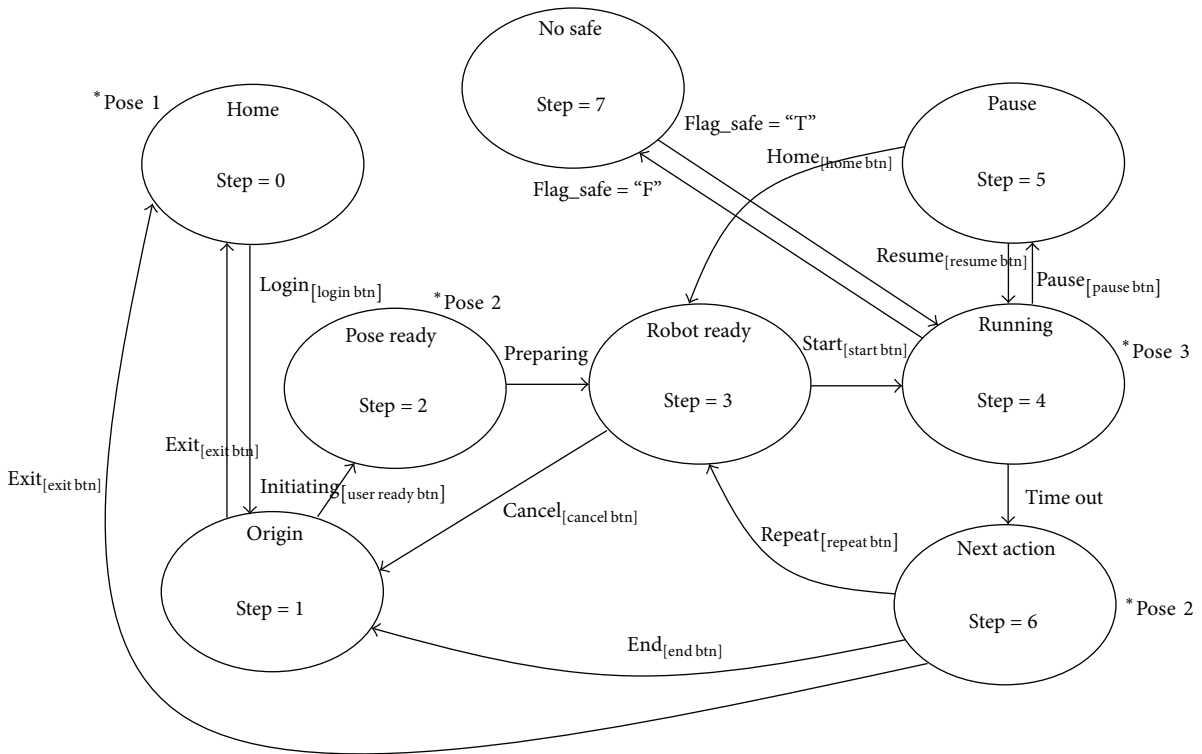 No safe
Step = 7
*Pose 1
Home
Step = 0
Pause
Step = 5
Flag_safe = “T”
Home[home btn]
Flag_safe = “F”
Resume[resume btn]
Pause[pause btn]
Login[login btn]
*Pose 2
Pose ready
Step = 2
Preparing
Robot ready
Step = 3
Start[start btn]
Running
Step = 4
*Pose 3
Exit[exit btn]
Exit[exit btn]
Initiating[user ready btn]
Cancel[cancel btn]
Time out
Origin
Step = 1
Repeat[repeat btn]
Next action
Step = 6
*Pose 2
End[end btn]